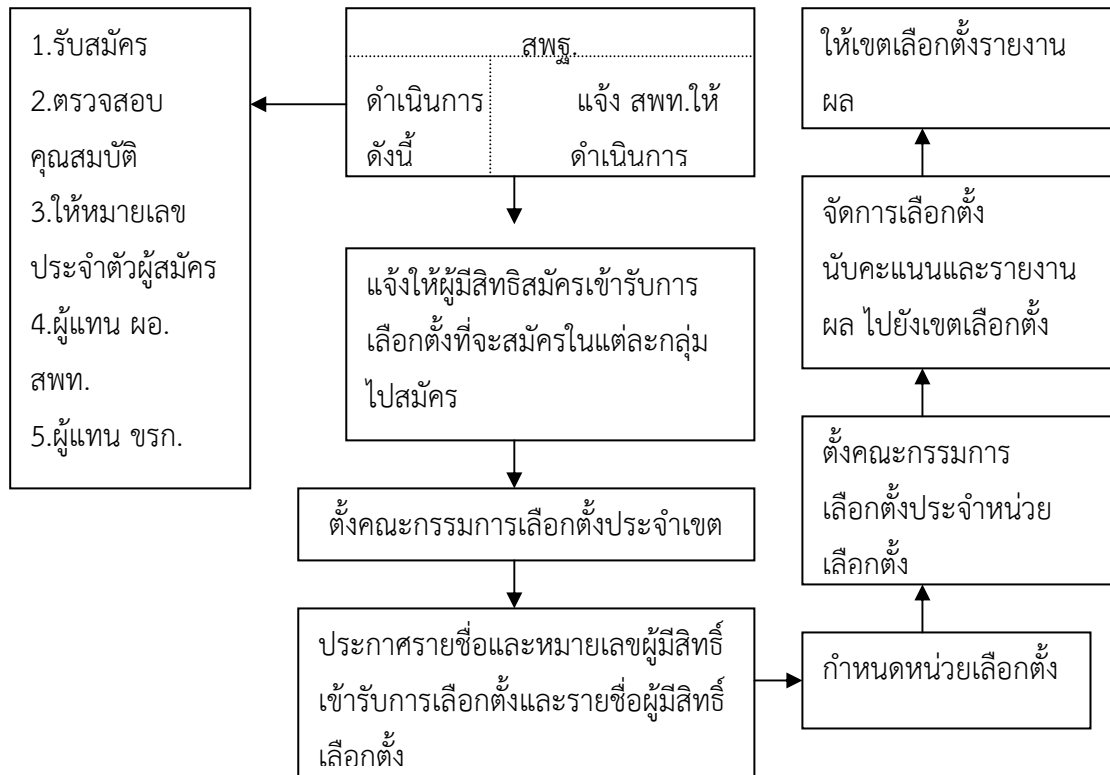 1.รับสมัคร
2.ตรวจสอบ
คุณสมบัติ
3.ให้หมายเลข
ประจำตัวผู้สมัคร
4.ผู้แทน ผอ.
สพท.
5.ผู้แทน ขรก.
สพฐ.
ดำเนินการ
ดังนี้
แจ้ง สพท.ให้
ดำเนินการ
แจ้งให้ผู้มีสิทธิสมัครเข้ารับการ
เลือกตั้งที่จะสมัครในแต่ละกลุ่ม
ไปสมัคร
ตั้งคณะกรรมการเลือกตั้งประจำเขต
ประกาศรายชื่อและหมายเลขผู้มีสิทธิ์
เข้ารับการเลือกตั้งและรายชื่อผู้มีสิทธิ์
เลือกตั้ง
กำหนดหน่วยเลือกตั้ง
ตั้งคณะกรรมการ
เลือกตั้งประจำหน่วย
เลือกตั้ง
จัดการเลือกตั้ง
นับคะแนนและรายงาน
ผล ไปยังเขตเลือกตั้ง
ให้เขตเลือกตั้งรายงาน
ผล